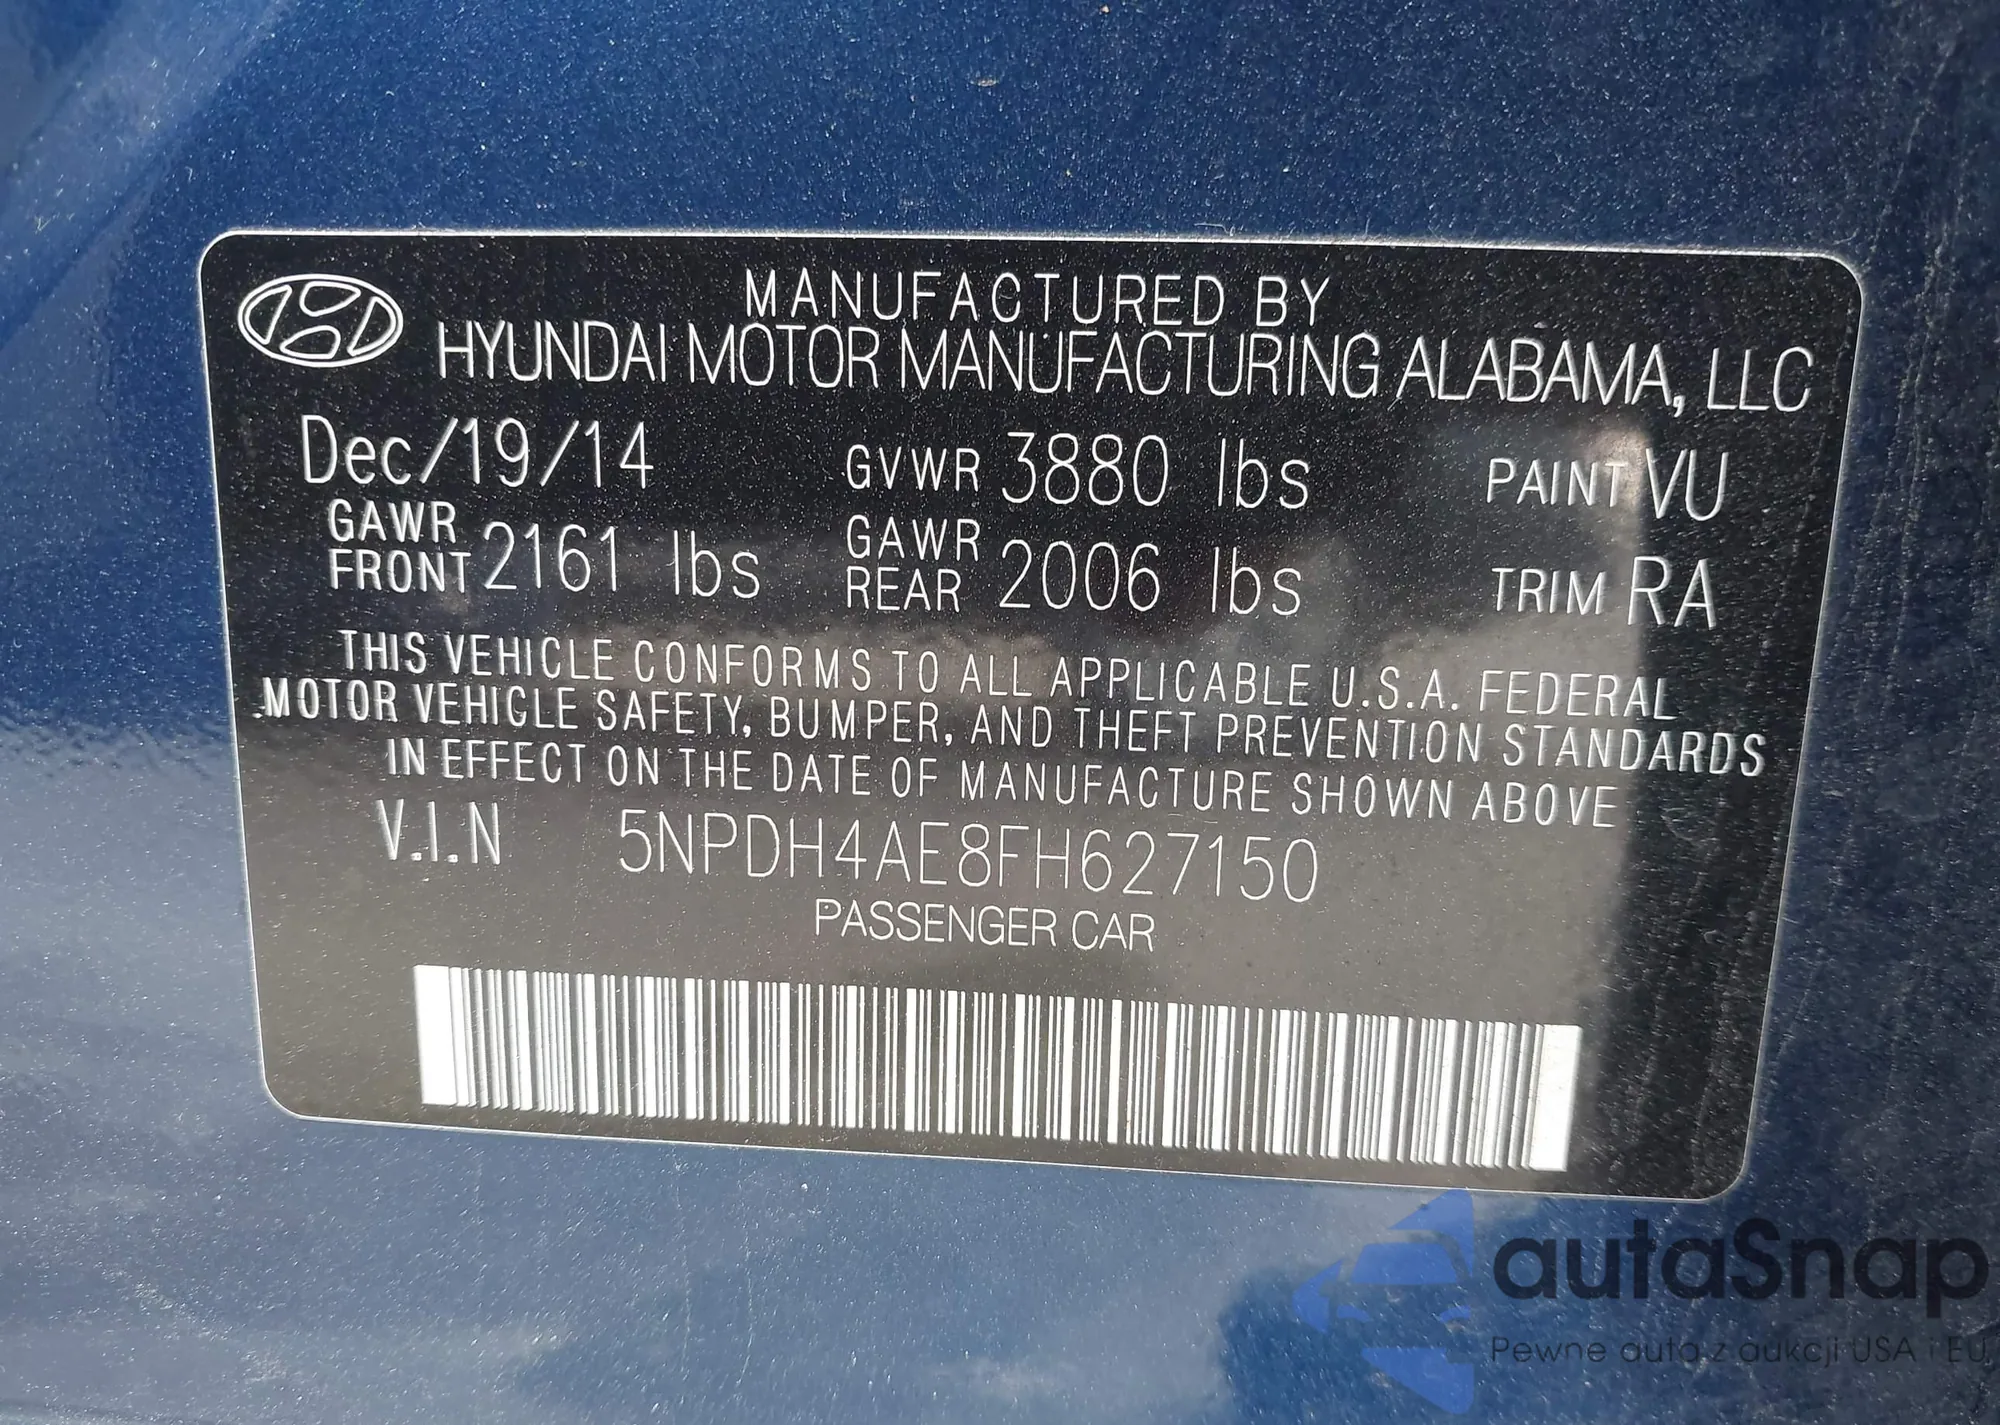 MANUFACTURED BY
HYUNDAI MOTOR MANUFACTURING ALABAMA, LLC
Dec/19/14 GVWR 3880 lbs PAINT VU
GAWR FRONT 2161 lbs GAWR REAR 2006 lbs TRIM RA
THIS VEHICLE CONFORMS TO ALL APPLICABLE U.S.A. FEDERAL
MOTOR VEHICLE SAFETY, BUMPER, AND THEFT PREVENTION STANDARDS
IN EFFECT ON THE DATE OF MANUFACTURE SHOWN ABOVE
V.I.N 5NPDH4AE8FH627150
PASSENGER CAR
autaSnap
Pewne auta z aukcji USA i EU